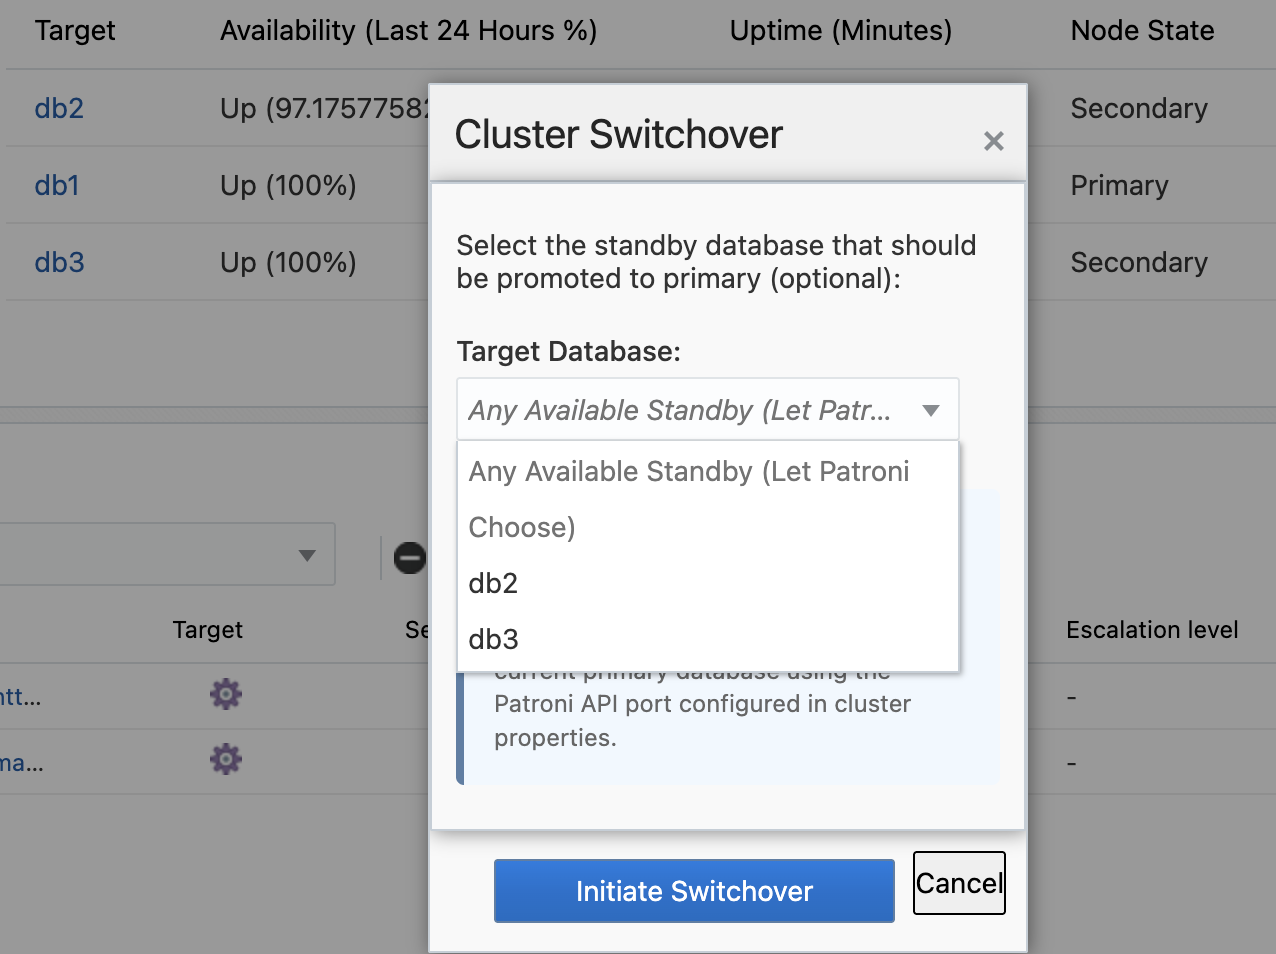 Target Availability (Last 24 Hours %) Uptime (Minutes) Node State
db2 Up (97.1757758 Secondary
db1 Up (100%) Primary
db3 Up (100%) Secondary
Cluster Switchover ×
Select the standby database that should
be promoted to primary (optional):
Target Database:
Any Available Standby (Let Patr...
Any Available Standby (Let Patroni
Choose)
db2
db3
current primary database using the
Patroni API port configured in cluster
properties.
Target Se Escalation level
ntt... -
ma... -
Initiate Switchover Cancel